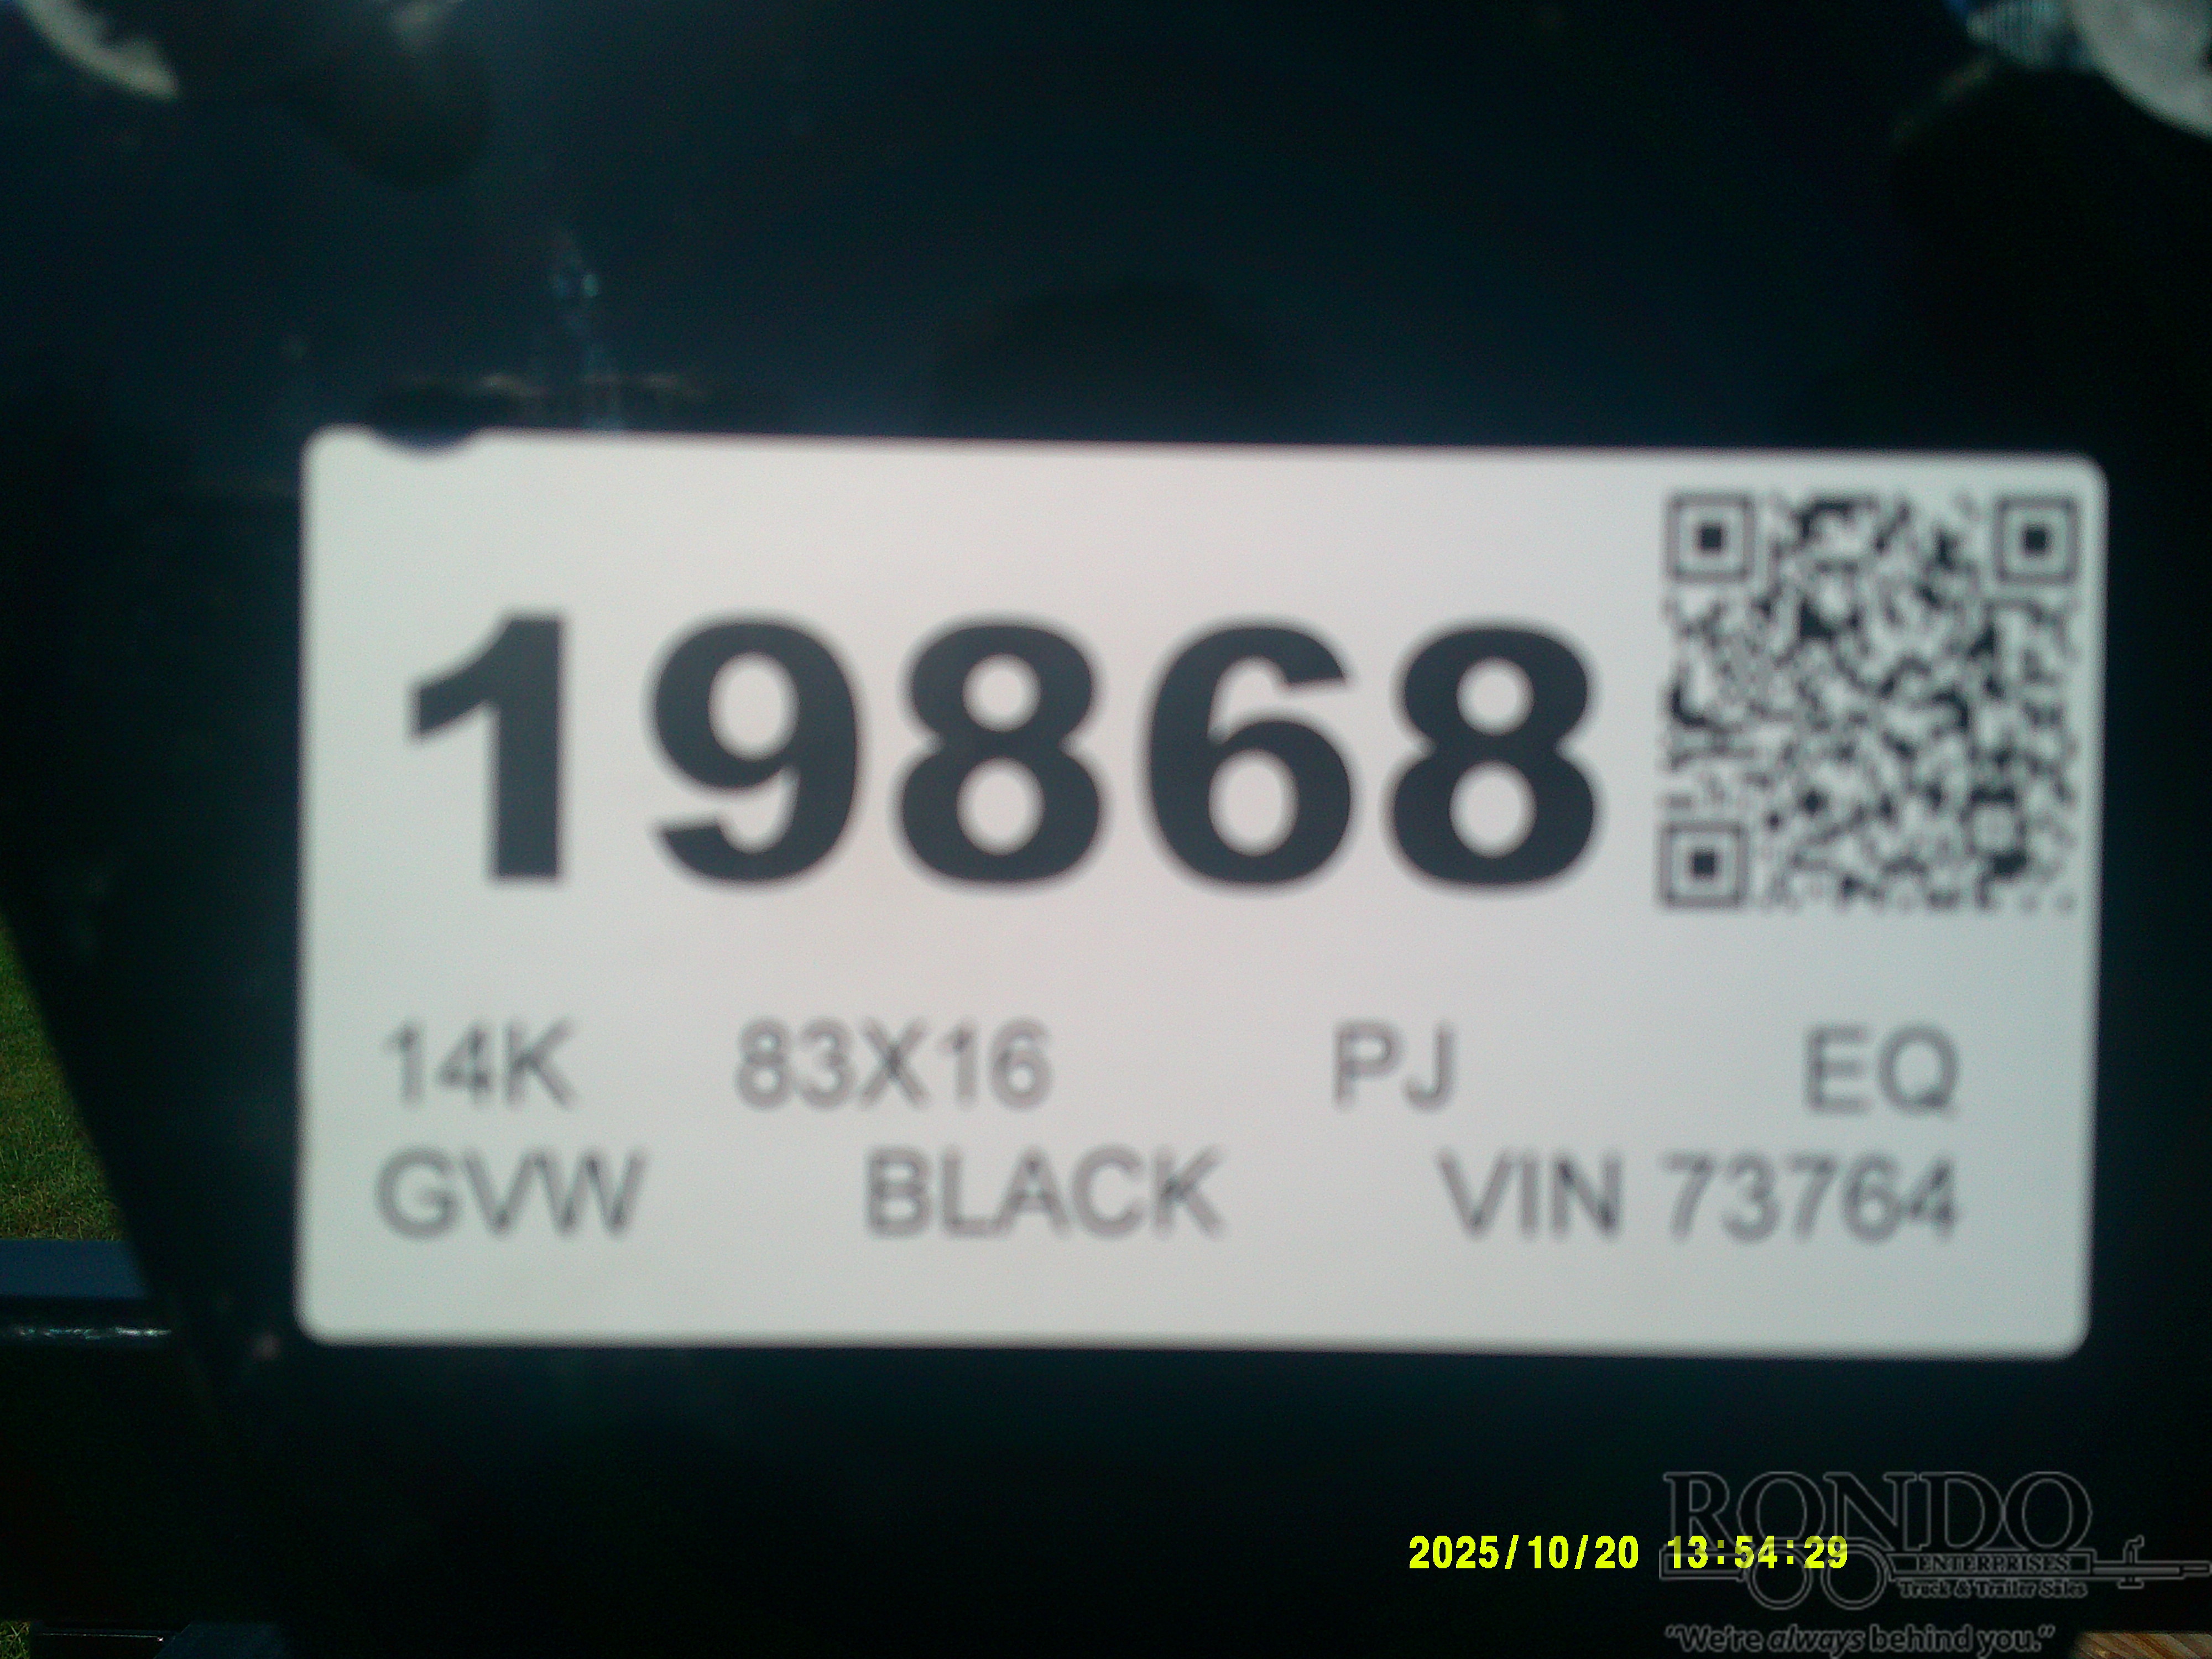 19868
14K 83X16 PJ EQ
GVW BLACK VIN 73764
2025/10/20 13:54:29
RONDO
ENTERPRISES
Truck & Trailer Sales
"We're always behind you."